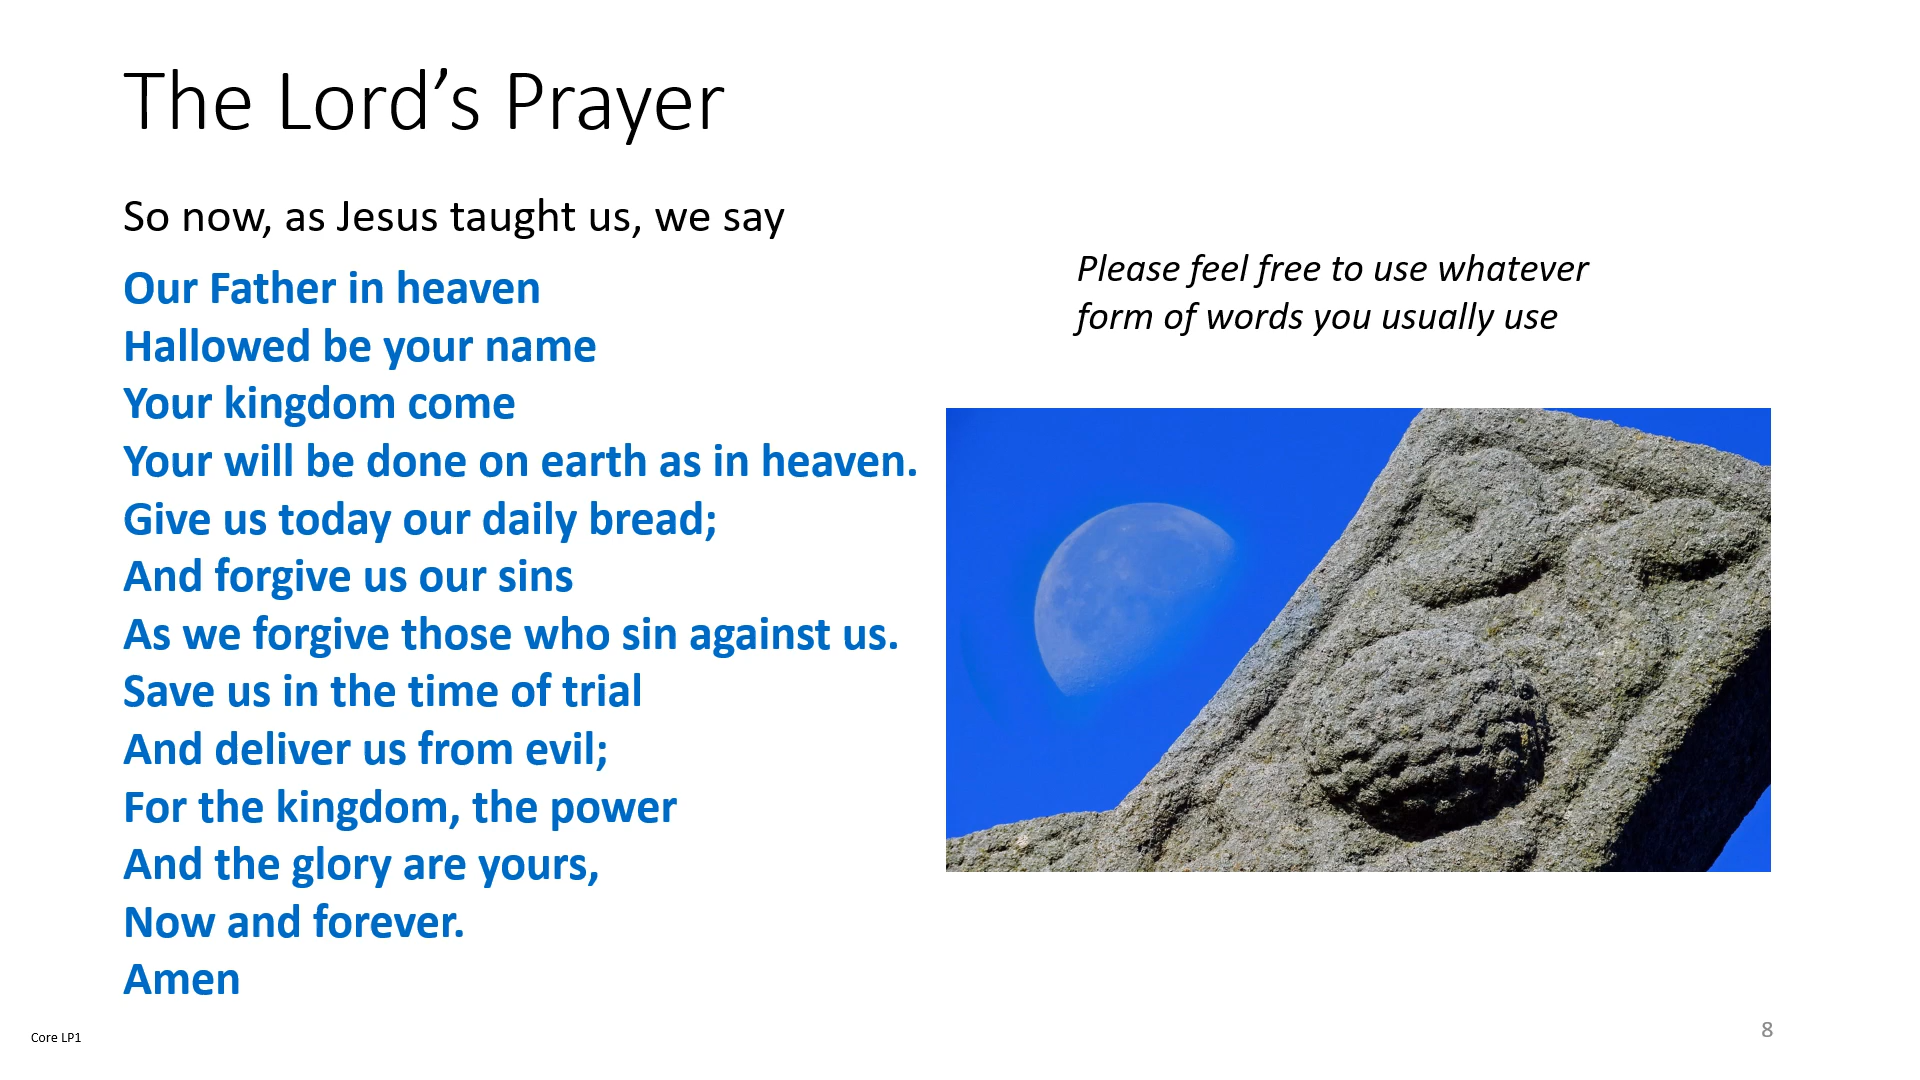 The Lord’s Prayer
So now, as Jesus taught us, we say
Our Father in heaven
Hallowed be your name
Your kingdom come
Your will be done on earth as in heaven.
Give us today our daily bread;
And forgive us our sins
As we forgive those who sin against us.
Save us in the time of trial
And deliver us from evil;
For the kingdom, the power
And the glory are yours,
Now and forever.
Amen
Please feel free to use whatever
form of words you usually use
Core LP1
8